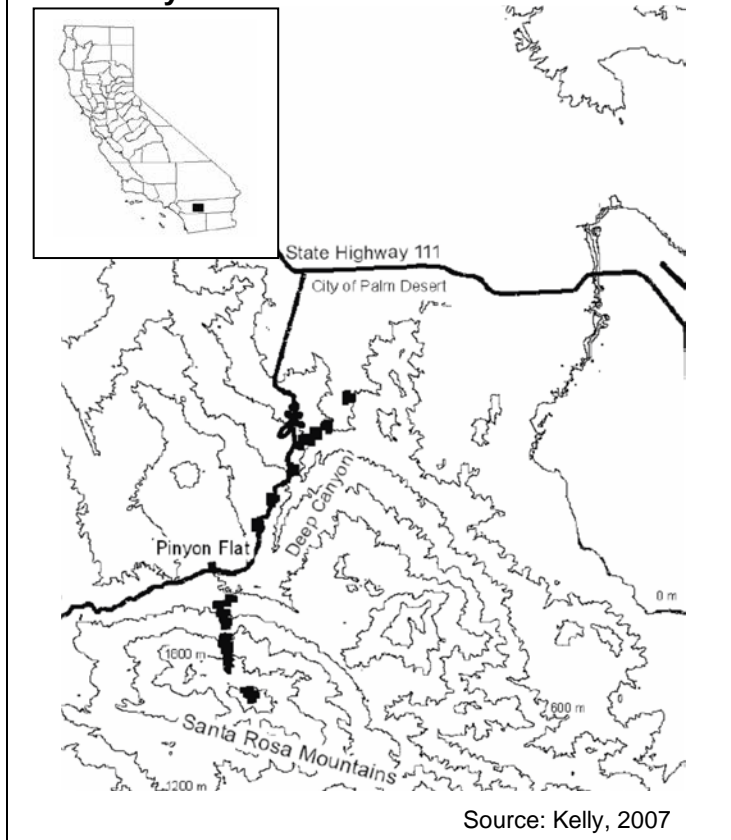 State Highway 111
City of Palm Desert
Deep Canyon
Pinyon Flat
0 m
1800 m
600 m
Santa Rosa Mountains
1200 m
Source: Kelly, 2007